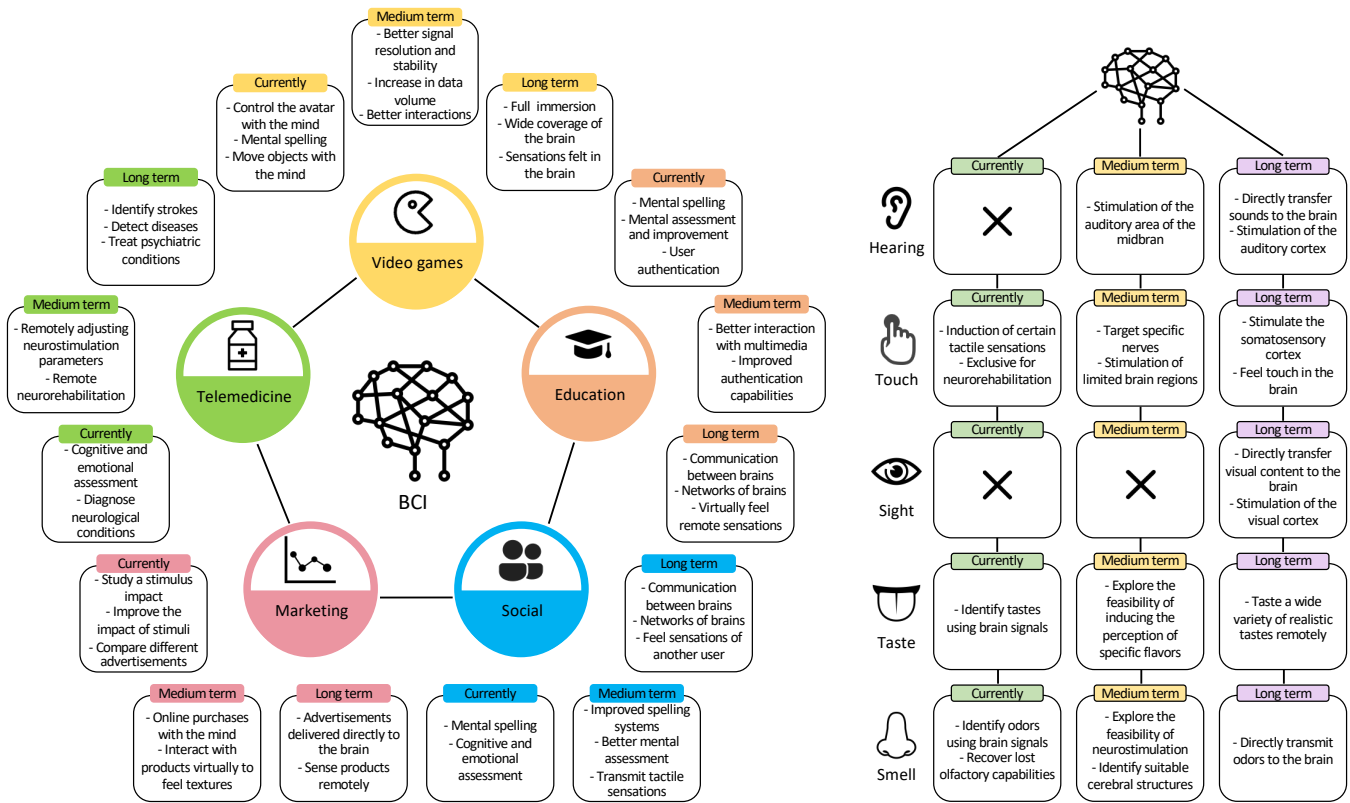 Medium term
- Better signal
resolution and
stability
- Increase in data
volume
- Better interactions
Currently
- Control the avatar
with the mind
- Mental spelling
- Move objects with
the mind
Long term
- Full immersion
- Wide coverage of
the brain
- Sensations felt in
the brain
Long term
- Identify strokes
- Detect diseases
- Treat psychiatric
conditions
Video games
Currently
- Mental spelling
- Mental assessment
and improvement
- User
authentication
Medium term
- Remotely adjusting
neurostimulation
parameters
- Remote
neurorehabilitation
Telemedicine
Education
Medium term
- Better interaction
with multimedia
- Improved
authentication
capabilities
BCI
Currently
- Cognitive and
emotional
assessment
- Diagnose
neurological
conditions
Long term
- Communication
between brains
- Networks of brains
- Virtually feel
remote sensations
Currently
- Study a stimulus
impact
- Improve the
impact of stimuli
- Compare different
advertisements
Marketing
Social
Long term
- Communication
between brains
- Networks of brains
- Feel sensations of
another user
Medium term
- Online purchases
with the mind
- Interact with
products virtually to
feel textures
Long term
- Advertisements
delivered directly to
the brain
- Sense products
remotely
Currently
- Mental spelling
- Cognitive and
emotional
assessment
Medium term
- Improved spelling
systems
- Better mental
assessment
- Transmit tactile
sensations
Hearing
Currently
Medium term
- Stimulation of the
auditory area of the
midbran
Long term
- Directly transfer
sounds to the brain
- Stimulation of the
auditory cortex
Touch
Currently
- Induction of certain
tactile sensations
- Exclusive for
neurorehabilitation
Medium term
- Target specific
nerves
- Stimulation of
limited brain regions
Long term
- Stimulate the
somatosensory
cortex
- Feel touch in the
brain
Sight
Currently
Medium term
Long term
- Directly transfer
visual content to the
brain
- Stimulation of the
visual cortex
Taste
Currently
- Identify tastes
using brain signals
Medium term
- Explore the
feasibility of
inducing the
perception of
specific flavors
Long term
- Taste a wide
variety of realistic
tastes remotely
Smell
Currently
- Identify odors
using brain signals
- Recover lost
olfactory capabilities
Medium term
- Explore the
feasibility of
neurostimulation
- Identify suitable
cerebral structures
Long term
- Directly transmit
odors to the brain